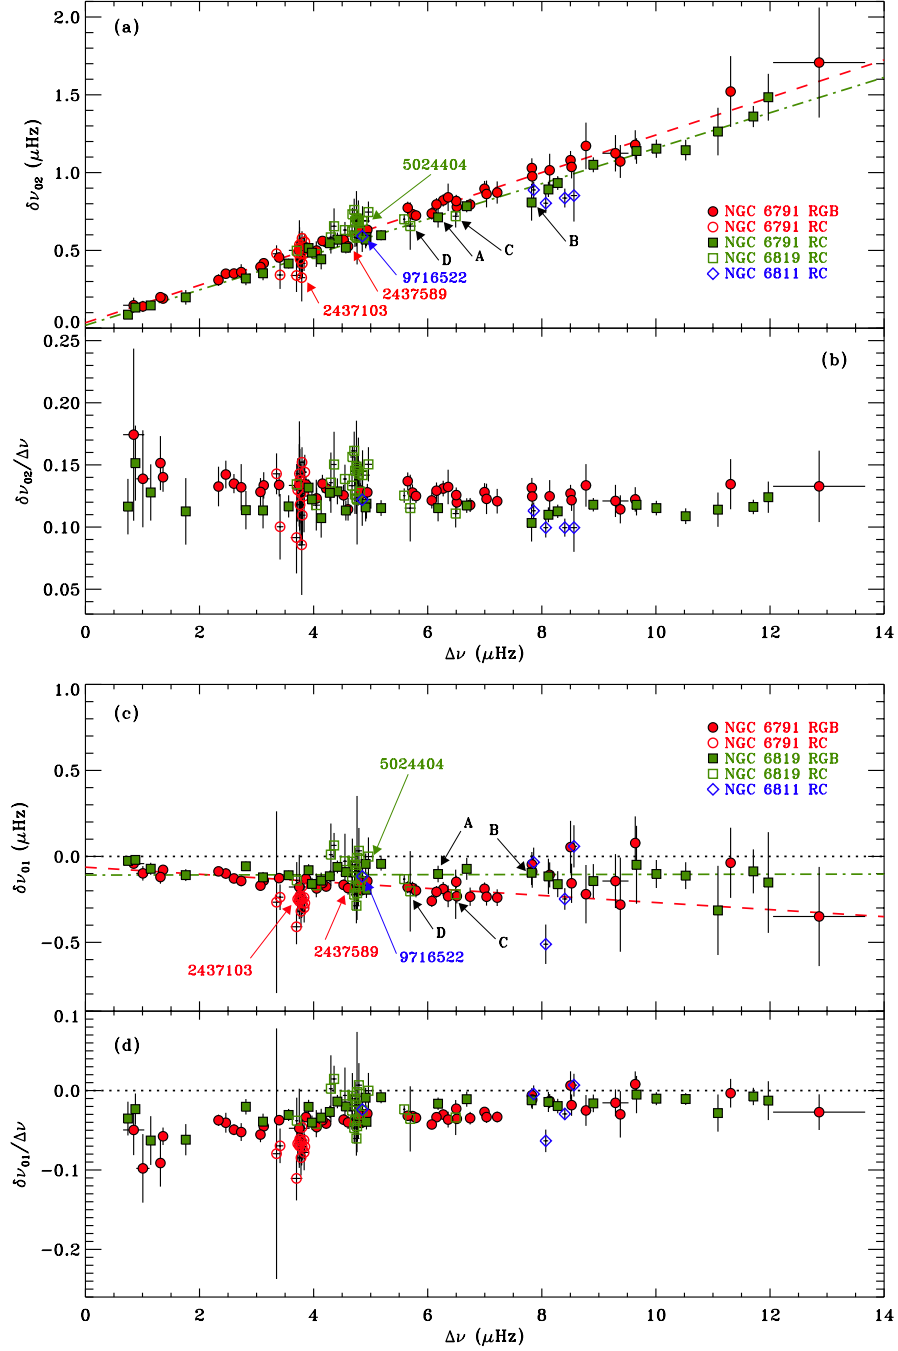 2.0
(a)
1.5
5024404
1.0
δν₀₂ (μHz)
NGC 6791 RGB
NGC 6791 RC
NGC 6791 RC
NGC 6819 RC
NGC 6811 RC
B
C
A
D
0.5
9716522
2437589
2437103
0.0
0.25
(b)
0.20
0.15
δν₀₂/Δν
0.10
0.05
0 2 4 6 8 10 12 14
Δν (μHz)
1.0
(c)
NGC 6791 RGB
NGC 6791 RC
NGC 6819 RGB
NGC 6819 RC
NGC 6811 RC
5024404
0.5
A
B
δν₀₁ (μHz)
0.0
−0.5
D
C
2437589
9716522
2437103
0.1
(d)
0.0
δν₀₁/Δν
−0.1
−0.2
0 2 4 6 8 10 12 14
Δν (μHz)